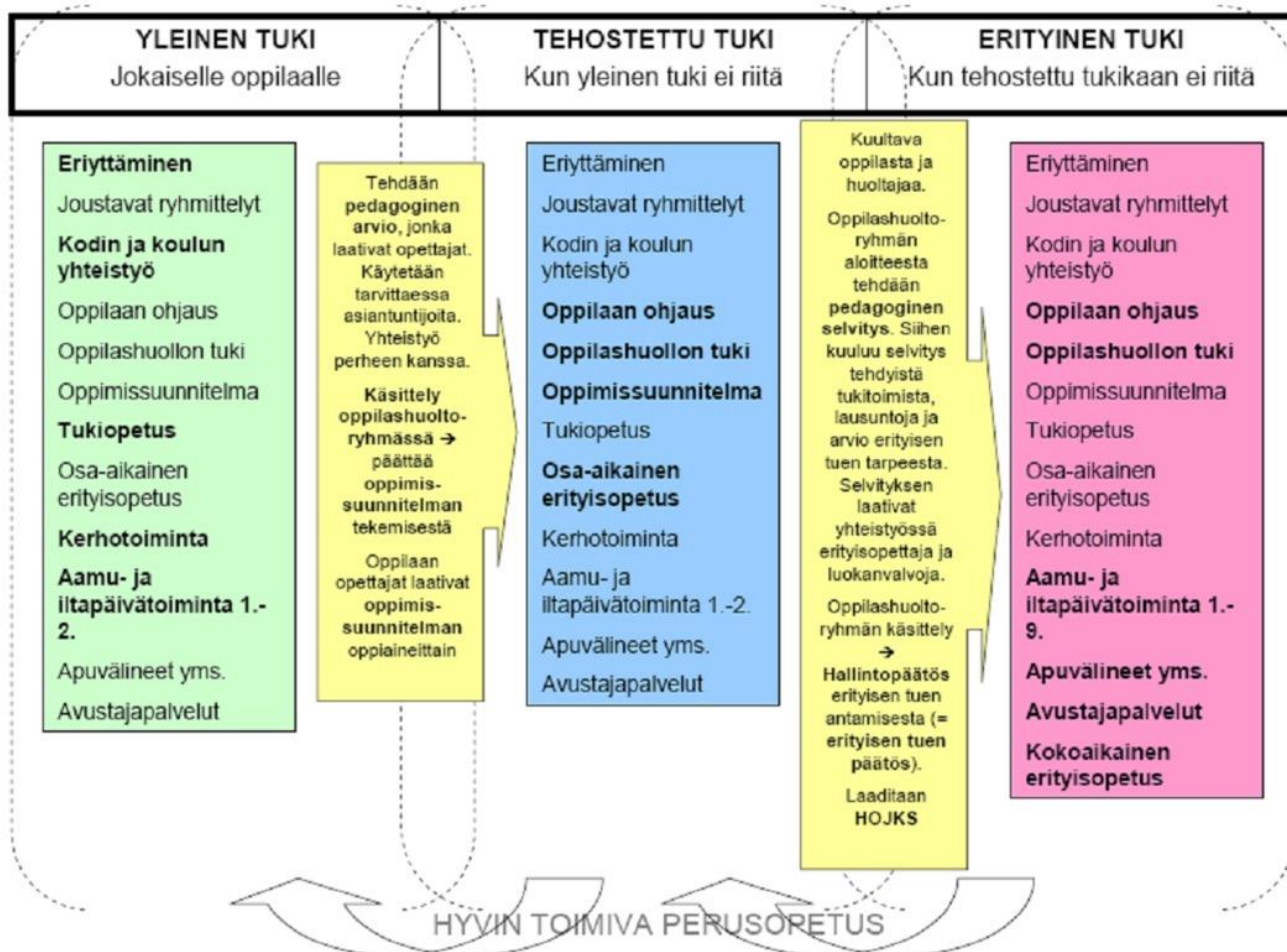 YLEINEN TUKI
Jokaiselle oppilaalle
TEHOSTETTU TUKI
Kun yleinen tuki ei riitä
ERITYINEN TUKI
Kun tehostettu tukikaan ei riitä
Eriyttäminen
Joustavat ryhmittelyt
Kodin ja koulun
yhteistyö
Oppilaan ohjaus
Oppilashuollon tuki
Oppimissuunnitelma
Tukiopetus
Osa-aikainen
erityisopetus
Kerhotoiminta
Aamu- ja
iltapäivätoiminta 1.-
2.
Apuvälineet yms.
Avustajapalvelut
Tehdään
pedagoginen
arvio, jonka
laativat opettajat.
Käytetään
tarvittaessa
asiantuntijoita.
Yhteistyö
perheen kanssa.
Käsittely
oppilashuolto-
ryhmässä →
päättää
oppimis-
suunnitelman
tekemisestä
Oppilaan
opettajat laativat
oppimis-
suunnitelman
oppiaineittain
Eriyttäminen
Joustavat ryhmittelyt
Kodin ja koulun
yhteistyö
Oppilaan ohjaus
Oppilashuollon tuki
Oppimissuunnitelma
Tukiopetus
Osa-aikainen
erityisopetus
Kerhotoiminta
Aamu- ja
iltapäivätoiminta 1.-2.
Apuvälineet yms.
Avustajapalvelut
Kuultava
oppilasta ja
huoltajaa.
Oppilashuolto-
ryhmän
aloitteesta
tehdään
pedagoginen
selvitys. Siihen
kuuluu selvitys
tehdyistä
tukitoimista,
lausuntoja ja
arvio erityisen
tuen tarpeesta.
Selvityksen
laativat
yhteistyössä
erityisopettaja ja
luokanvalvoja.
Oppilashuolto-
ryhmän käsittely
→
Hallintopäätös
erityisen tuen
antamisesta (=
erityisen tuen
päätös).
Laaditaan
HOJKS
Eriyttäminen
Joustavat ryhmittelyt
Kodin ja koulun
yhteistyö
Oppilaan ohjaus
Oppilashuollon tuki
Oppimissuunnitelma
Tukiopetus
Osa-aikainen
erityisopetus
Kerhotoiminta
Aamu- ja
iltapäivätoiminta 1.-
9.
Apuvälineet yms.
Avustajapalvelut
Kokoaikainen
erityisopetus
HYVIN TOIMIVA PERUSOPETUS